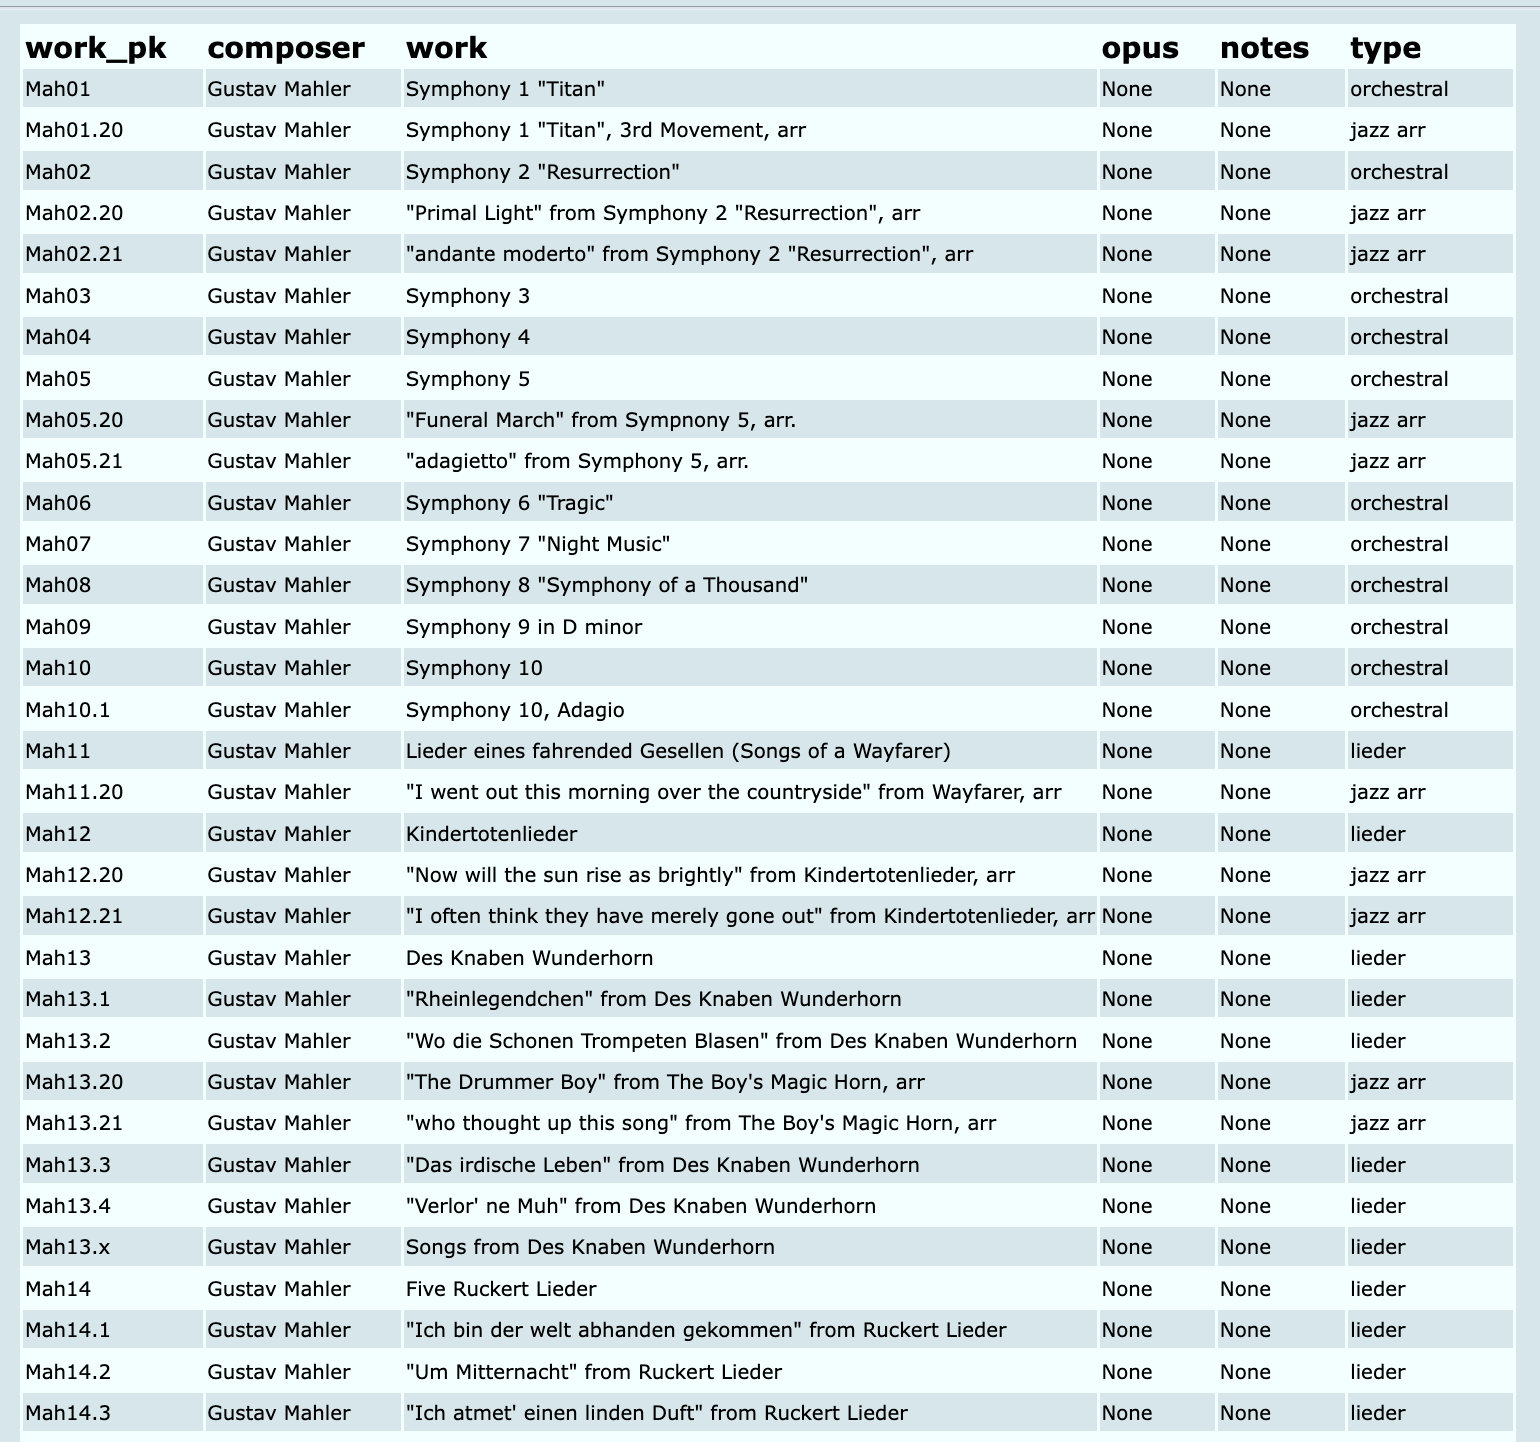 work_pk composer work opus notes type
Mah01 Gustav Mahler Symphony 1 "Titan" None None orchestral
Mah01.20 Gustav Mahler Symphony 1 "Titan", 3rd Movement, arr None None jazz arr
Mah02 Gustav Mahler Symphony 2 "Resurrection" None None orchestral
Mah02.20 Gustav Mahler "Primal Light" from Symphony 2 "Resurrection", arr None None jazz arr
Mah02.21 Gustav Mahler "andante moderto" from Symphony 2 "Resurrection", arr None None jazz arr
Mah03 Gustav Mahler Symphony 3 None None orchestral
Mah04 Gustav Mahler Symphony 4 None None orchestral
Mah05 Gustav Mahler Symphony 5 None None orchestral
Mah05.20 Gustav Mahler "Funeral March" from Sympnony 5, arr. None None jazz arr
Mah05.21 Gustav Mahler "adagietto" from Symphony 5, arr. None None jazz arr
Mah06 Gustav Mahler Symphony 6 "Tragic" None None orchestral
Mah07 Gustav Mahler Symphony 7 "Night Music" None None orchestral
Mah08 Gustav Mahler Symphony 8 "Symphony of a Thousand" None None orchestral
Mah09 Gustav Mahler Symphony 9 in D minor None None orchestral
Mah10 Gustav Mahler Symphony 10 None None orchestral
Mah10.1 Gustav Mahler Symphony 10, Adagio None None orchestral
Mah11 Gustav Mahler Lieder eines fahrended Gesellen (Songs of a Wayfarer) None None lieder
Mah11.20 Gustav Mahler "I went out this morning over the countryside" from Wayfarer, arr None None jazz arr
Mah12 Gustav Mahler Kindertotenlieder None None lieder
Mah12.20 Gustav Mahler "Now will the sun rise as brightly" from Kindertotenlieder, arr None None jazz arr
Mah12.21 Gustav Mahler "I often think they have merely gone out" from Kindertotenlieder, arr None None jazz arr
Mah13 Gustav Mahler Des Knaben Wunderhorn None None lieder
Mah13.1 Gustav Mahler "Rheinlegendchen" from Des Knaben Wunderhorn None None lieder
Mah13.2 Gustav Mahler "Wo die Schonen Trompeten Blasen" from Des Knaben Wunderhorn None None lieder
Mah13.20 Gustav Mahler "The Drummer Boy" from The Boy's Magic Horn, arr None None jazz arr
Mah13.21 Gustav Mahler "who thought up this song" from The Boy's Magic Horn, arr None None jazz arr
Mah13.3 Gustav Mahler "Das irdische Leben" from Des Knaben Wunderhorn None None lieder
Mah13.4 Gustav Mahler "Verlor' ne Muh" from Des Knaben Wunderhorn None None lieder
Mah13.x Gustav Mahler Songs from Des Knaben Wunderhorn None None lieder
Mah14 Gustav Mahler Five Ruckert Lieder None None lieder
Mah14.1 Gustav Mahler "Ich bin der welt abhanden gekommen" from Ruckert Lieder None None lieder
Mah14.2 Gustav Mahler "Um Mitternacht" from Ruckert Lieder None None lieder
Mah14.3 Gustav Mahler "Ich atmet' einen linden Duft" from Ruckert Lieder None None lieder